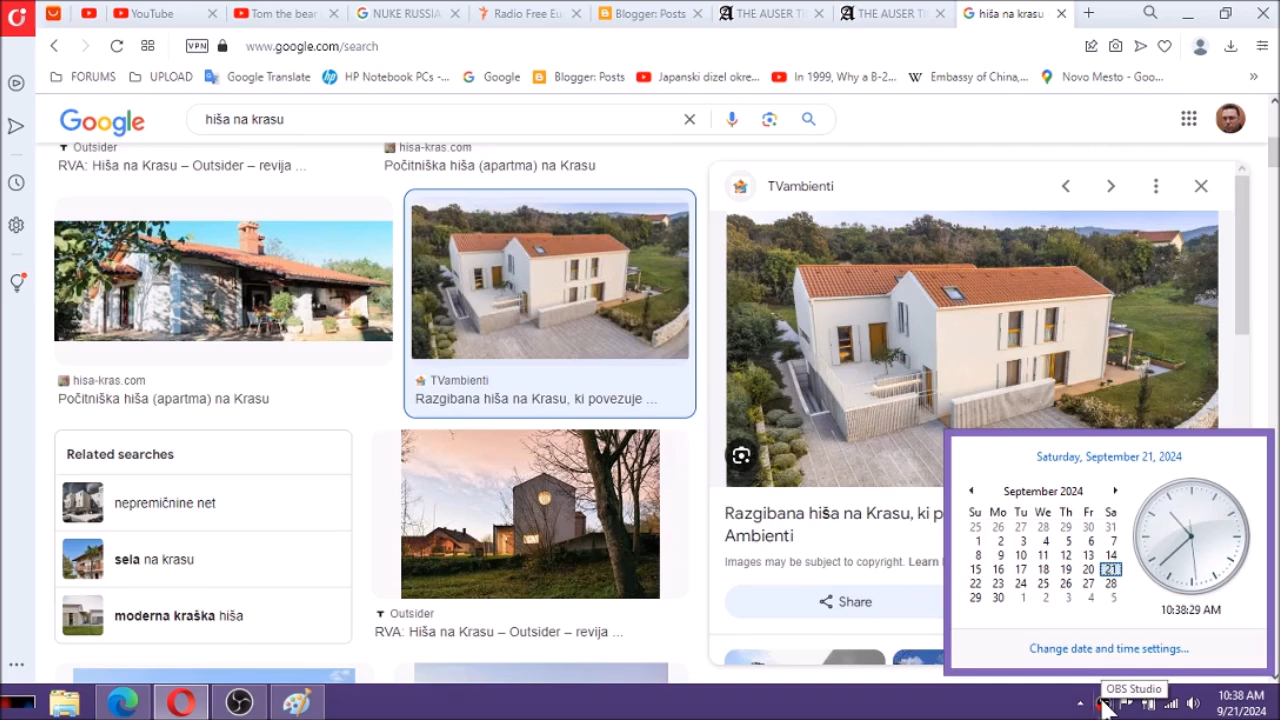 YouTube
Tom the bear
NUKE RUSSIA
Radio Free Eu
Blogger: Posts
THE AUSER TI
THE AUSER TI
hiša na krasu
VPN
www.google.com/search
FORUMS
UPLOAD
Google Translate
HP Notebook PC -...
Google
Blogger: Posts
Japanski dizel okre...
In 1999, Why a B-2...
Embassy of China,...
Novo Mesto - Goo...
Google
hiša na krasu
Outsider
RVA: Hiša na Krasu – Outsider – revija ...
hisa-kras.com
Počitniška hiša (apartma) na Krasu
hisa-kras.com
Počitniška hiša (apartma) na Krasu
TVambienti
Razgibana hiša na Krasu, ki povezuje ...
Related searches
nepremičnine net
sela na krasu
moderna kraška hiša
Outsider
RVA: Hiša na Krasu – Outsider – revija ...
TVambienti
Razgibana hiša na Krasu, ki p
Ambienti
Images may be subject to copyright. Learn
Share
Saturday, September 21, 2024
September 2024
Su Mo Tu We Th Fr Sa
25 26 27 28 29 30 31
1 2 3 4 5 6 7
8 9 10 11 12 13 14
15 16 17 18 19 20 21
22 23 24 25 26 27 28
29 30 1 2 3 4 5
10:38:29 AM
Change date and time settings...
OBS Studio
10:38 AM
9/21/2024